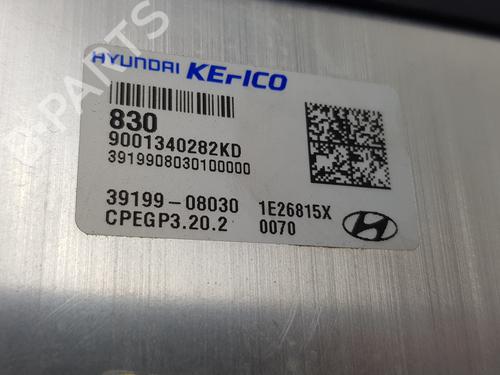 HYUNDAI KEFICO
830
9001340282KD
3919908030100000
39199-08030 1E26815X
CPEGP3.20.2 0070
B-PARTS